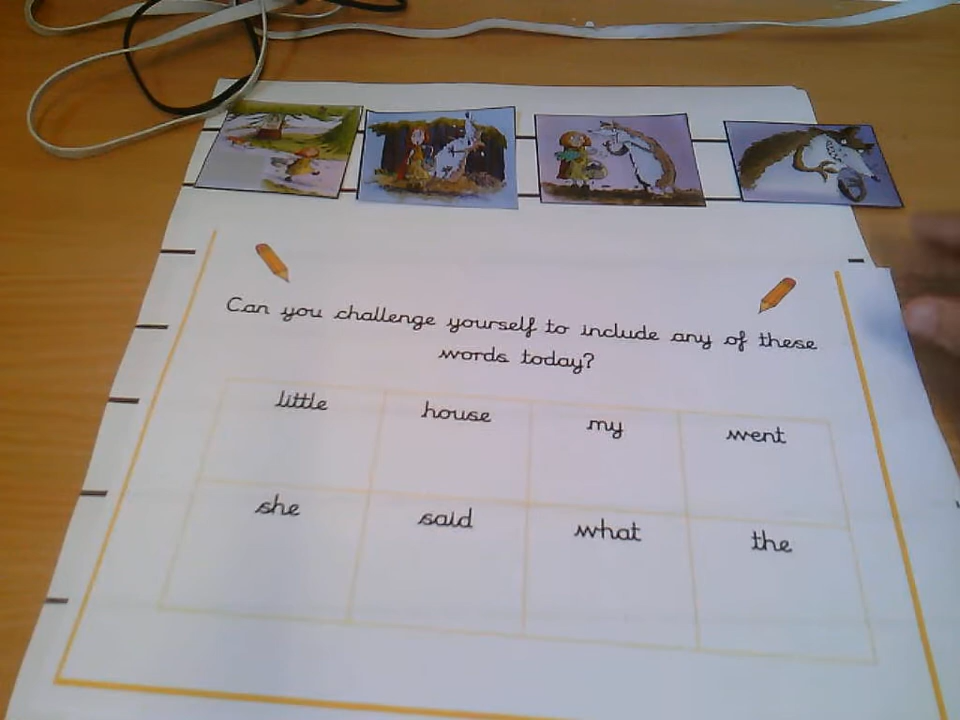 Can you challenge yourself to include any of these
words today?
little house my went
she said what the